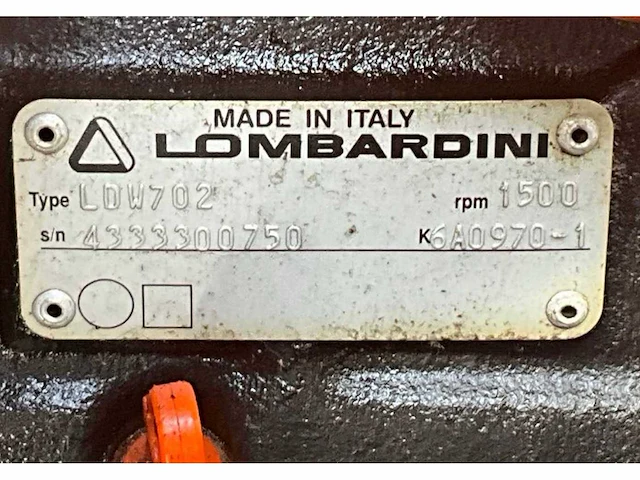 MADE IN ITALY
LOMBARDINI
Type LDW702 rpm 1500
s/n 4333300750 K6A0970-1